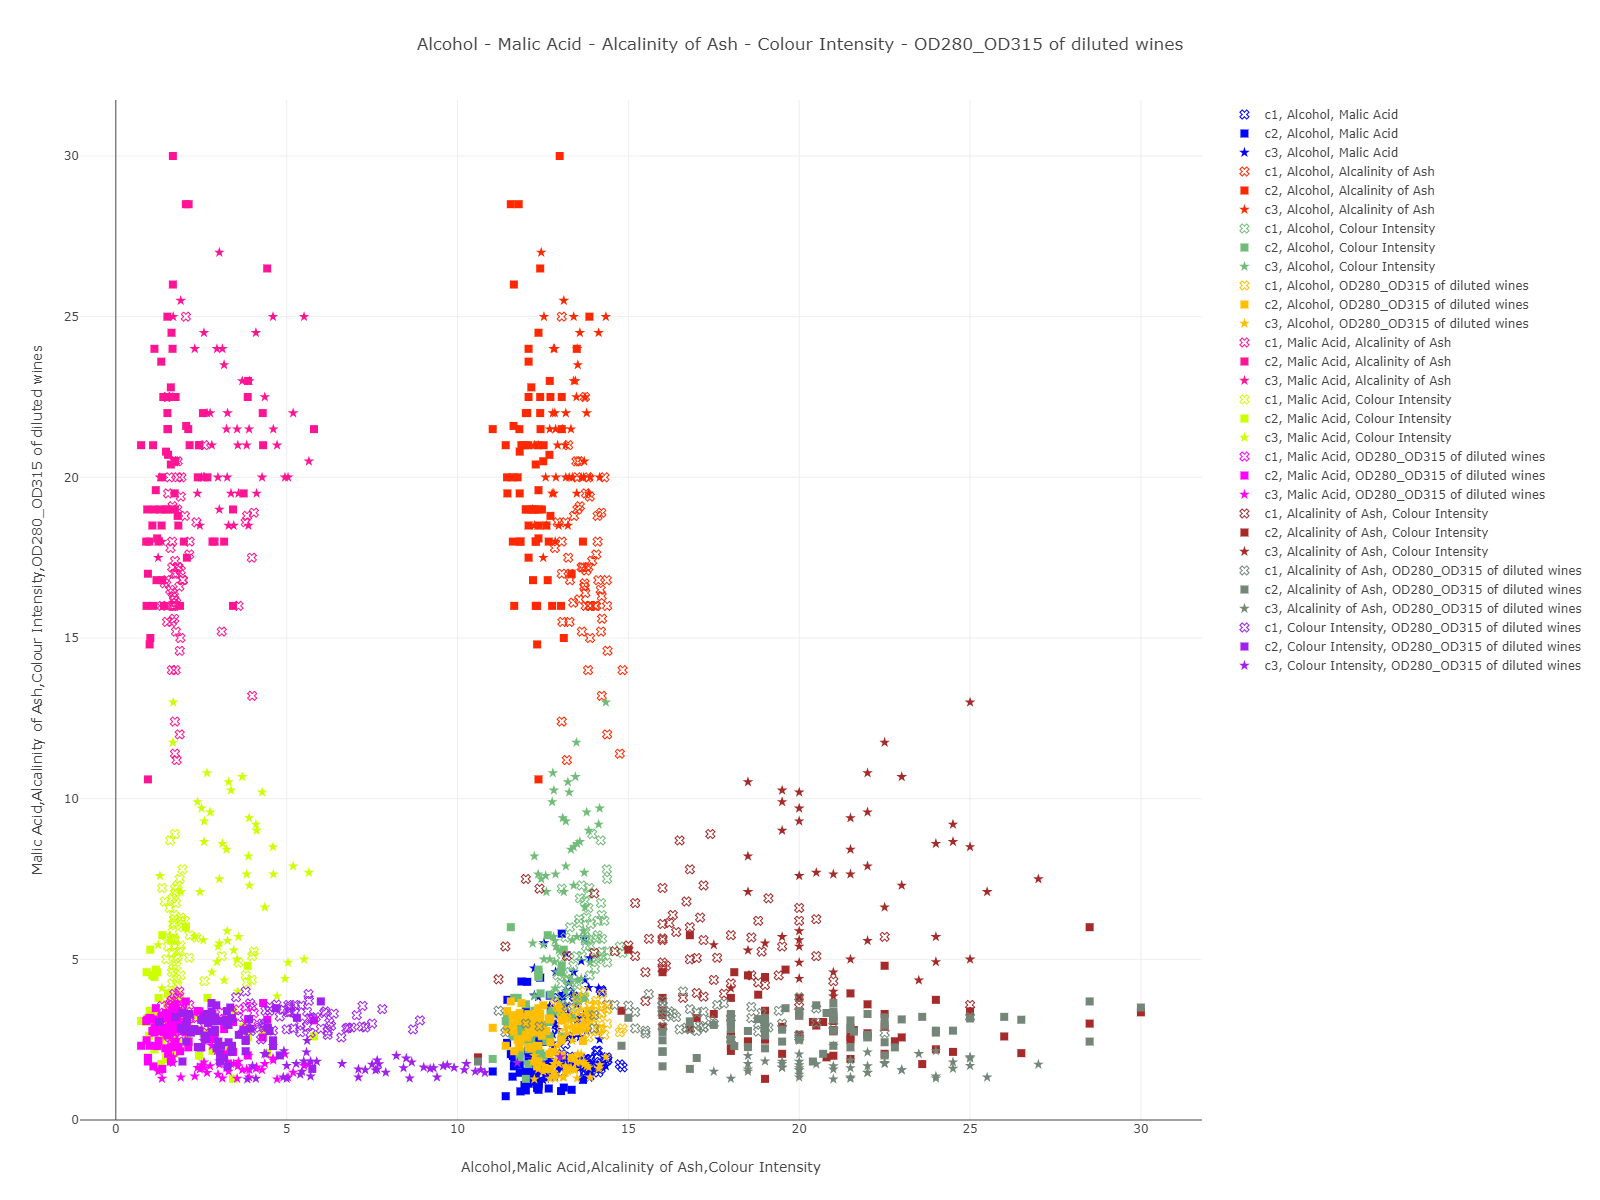 Alcohol - Malic Acid - Alcalinity of Ash - Colour Intensity - OD280_OD315 of diluted wines
c1, Alcohol, Malic Acid
c2, Alcohol, Malic Acid
c3, Alcohol, Malic Acid
c1, Alcohol, Alcalinity of Ash
c2, Alcohol, Alcalinity of Ash
c3, Alcohol, Alcalinity of Ash
c1, Alcohol, Colour Intensity
c2, Alcohol, Colour Intensity
c3, Alcohol, Colour Intensity
c1, Alcohol, OD280_OD315 of diluted wines
c2, Alcohol, OD280_OD315 of diluted wines
c3, Alcohol, OD280_OD315 of diluted wines
c1, Malic Acid, Alcalinity of Ash
c2, Malic Acid, Alcalinity of Ash
c3, Malic Acid, Alcalinity of Ash
c1, Malic Acid, Colour Intensity
c2, Malic Acid, Colour Intensity
c3, Malic Acid, Colour Intensity
c1, Malic Acid, OD280_OD315 of diluted wines
c2, Malic Acid, OD280_OD315 of diluted wines
c3, Malic Acid, OD280_OD315 of diluted wines
c1, Alcalinity of Ash, Colour Intensity
c2, Alcalinity of Ash, Colour Intensity
c3, Alcalinity of Ash, Colour Intensity
c1, Alcalinity of Ash, OD280_OD315 of diluted wines
c2, Alcalinity of Ash, OD280_OD315 of diluted wines
c3, Alcalinity of Ash, OD280_OD315 of diluted wines
c1, Colour Intensity, OD280_OD315 of diluted wines
c2, Colour Intensity, OD280_OD315 of diluted wines
c3, Colour Intensity, OD280_OD315 of diluted wines
Malic Acid,Alcalinity of Ash,Colour Intensity,OD280_OD315 of diluted wines
30
25
20
15
10
5
0
0 5 10 15 20 25 30
Alcohol,Malic Acid,Alcalinity of Ash,Colour Intensity